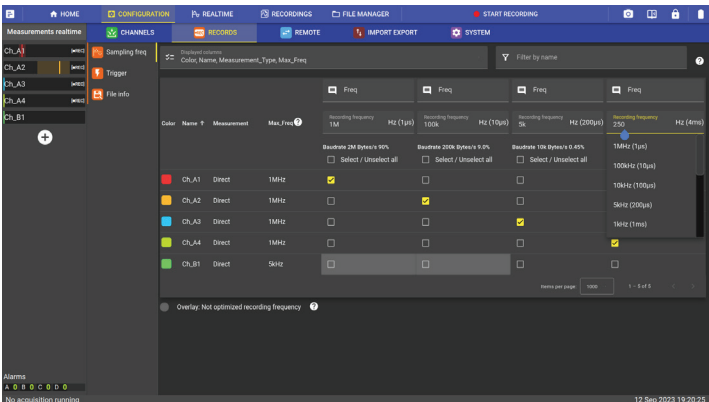 HOME
CONFIGURATION
REALTIME
RECORDINGS
FILE MANAGER
START RECORDING
Measurements realtime
CHANNELS
RECORDS
REMOTE
IMPORT EXPORT
SYSTEM
Ch_A1
Ch_A2
Ch_A3
Ch_A4
Ch_B1
Sampling freq
Trigger
File info
Displayed columns
Color, Name, Measurement_Type, Max_Freq
Filter by name
Freq Freq Freq Freq
Color Name ↑ Measurement Max_Freq
Recording frequency
1M Hz (1µs)
Recording frequency
100k Hz (10µs)
Recording frequency
5k Hz (200µs)
Recording frequency
250 Hz (4ms)
Baudrate 2M Bytes/s 90%
Select / Unselect all
Baudrate 200k Bytes/s 9.0%
Select / Unselect all
Baudrate 10k Bytes/s 0.45%
Select / Unselect all
1MHz (1µs)
100kHz (10µs)
10kHz (100µs)
5kHz (200µs)
1kHz (1ms)
Ch_A1 Direct 1MHz
Ch_A2 Direct 1MHz
Ch_A3 Direct 1MHz
Ch_A4 Direct 1MHz
Ch_B1 Direct 5kHz
Items per page 1000 1 – 5 of 5
Overlay: Not optimized recording frequency
Alarms
A 0 B 0 C 0 D 0
No acquisition running
12 Sep 2023 19:20:25